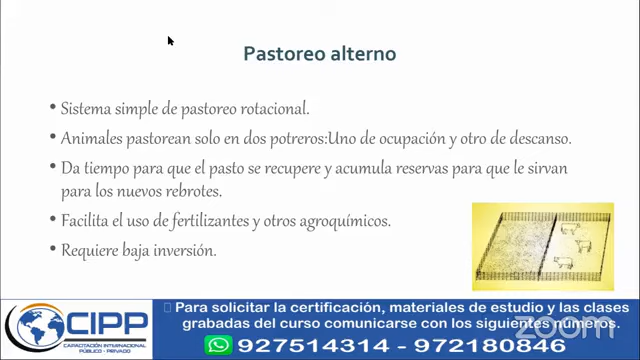 Pastoreo alterno
• Sistema simple de pastoreo rotacional.
• Animales pastorean solo en dos potreros:Uno de ocupación y otro de descanso.
• Da tiempo para que el pasto se recupere y acumula reservas para que le sirvan
para los nuevos rebrotes.
• Facilita el uso de fertilizantes y otros agroquímicos.
• Requiere baja inversión.
CIPP
CAPACITACIÓN INTERNACIONAL
PÚBLICO - PRIVADO
Para solicitar la certificación, materiales de estudio y las clases
grabadas del curso comunicarse con los siguientes números.
927514314 - 972180846
zoom